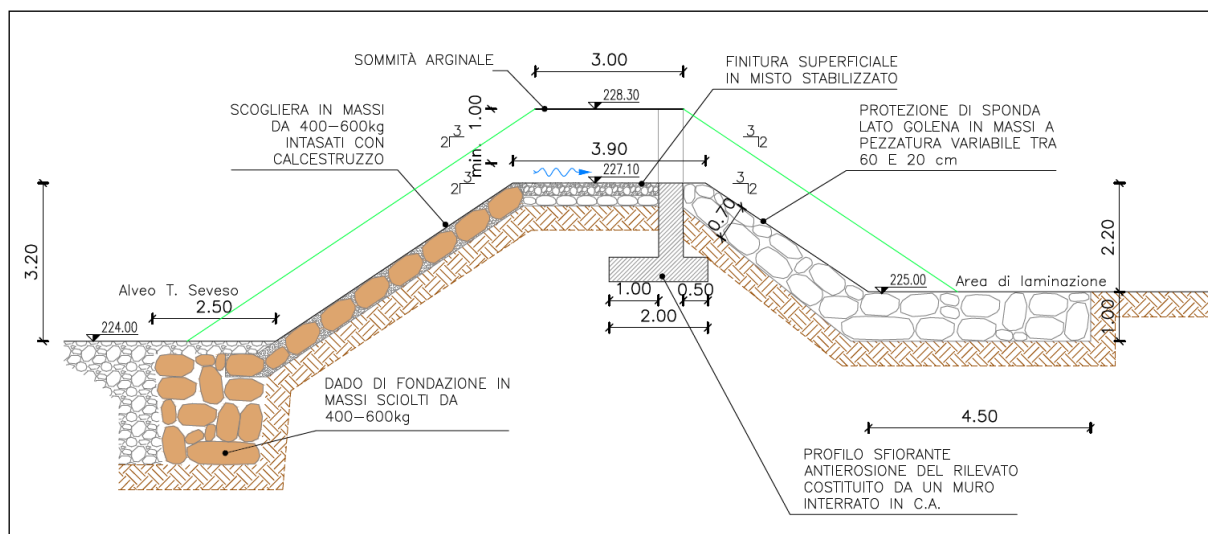 SOMMITÀ ARGINALE
3.00
FINITURA SUPERFICIALE
IN MISTO STABILIZZATO
228.30
SCOGLIERA IN MASSI
DA 400-600kg
INTASATI CON
CALCESTRUZZO
min. 1.00
3
2
3
2
PROTEZIONE DI SPONDA
LATO GOLENA IN MASSI A
PEZZATURA VARIABILE TRA
60 E 20 cm
3.90
227.10
3
2
3
2
3.20
0.70
2.20
Alveo T. Seveso
2.50
224.00
1.00
0.50
2.00
225.00
Area di laminazione
1.00
DADO DI FONDAZIONE IN
MASSI SCIOLTI DA
400-600kg
4.50
PROFILO SFIORANTE
ANTIEROSIONE DEL RILEVATO
COSTITUITO DA UN MURO
INTERRATO IN C.A.